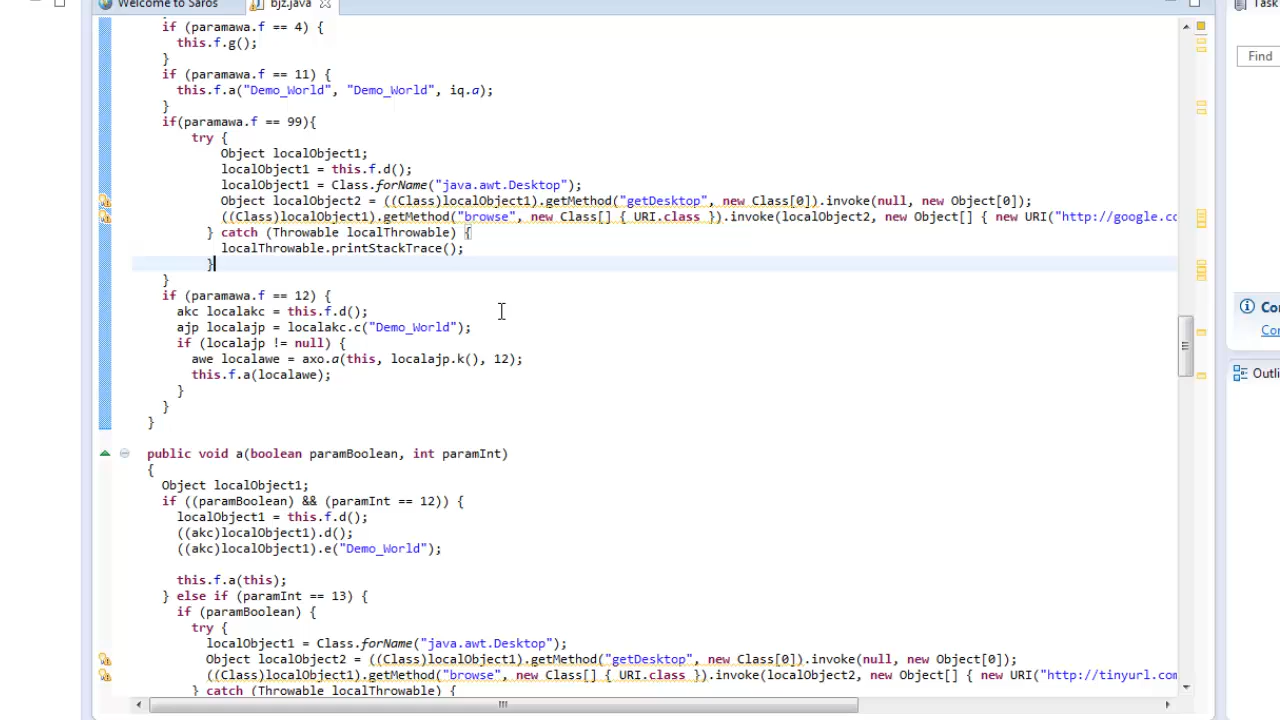 Welcome to Saros
bjz.java
Task
if (paramawa.f == 4) {
this.f.g();
}
if (paramawa.f == 11) {
this.f.a("Demo_World", "Demo_World", iq.a);
}
if(paramawa.f == 99){
try {
Object localObject1;
localObject1 = this.f.d();
localObject1 = Class.forName("java.awt.Desktop");
Object localObject2 = ((Class)localObject1).getMethod("getDesktop", new Class[0]).invoke(null, new Object[0]);
((Class)localObject1).getMethod("browse", new Class[] { URI.class }).invoke(localObject2, new Object[] { new URI("http://google.co
} catch (Throwable localThrowable) {
localThrowable.printStackTrace();
}
}
if (paramawa.f == 12) {
akc localakc = this.f.d();
ajp localajp = localakc.c("Demo_World");
if (localajp != null) {
awe localawe = axo.a(this, localajp.k(), 12);
this.f.a(localawe);
}
}
}
public void a(boolean paramBoolean, int paramInt)
{
Object localObject1;
if ((paramBoolean) && (paramInt == 12)) {
localObject1 = this.f.d();
((akc)localObject1).d();
((akc)localObject1).e("Demo_World");
this.f.a(this);
} else if (paramInt == 13) {
if (paramBoolean) {
try {
localObject1 = Class.forName("java.awt.Desktop");
Object localObject2 = ((Class)localObject1).getMethod("getDesktop", new Class[0]).invoke(null, new Object[0]);
((Class)localObject1).getMethod("browse", new Class[] { URI.class }).invoke(localObject2, new Object[] { new URI("http://tinyurl.com
} catch (Throwable localThrowable) {
Find
Co
Cor
Outli